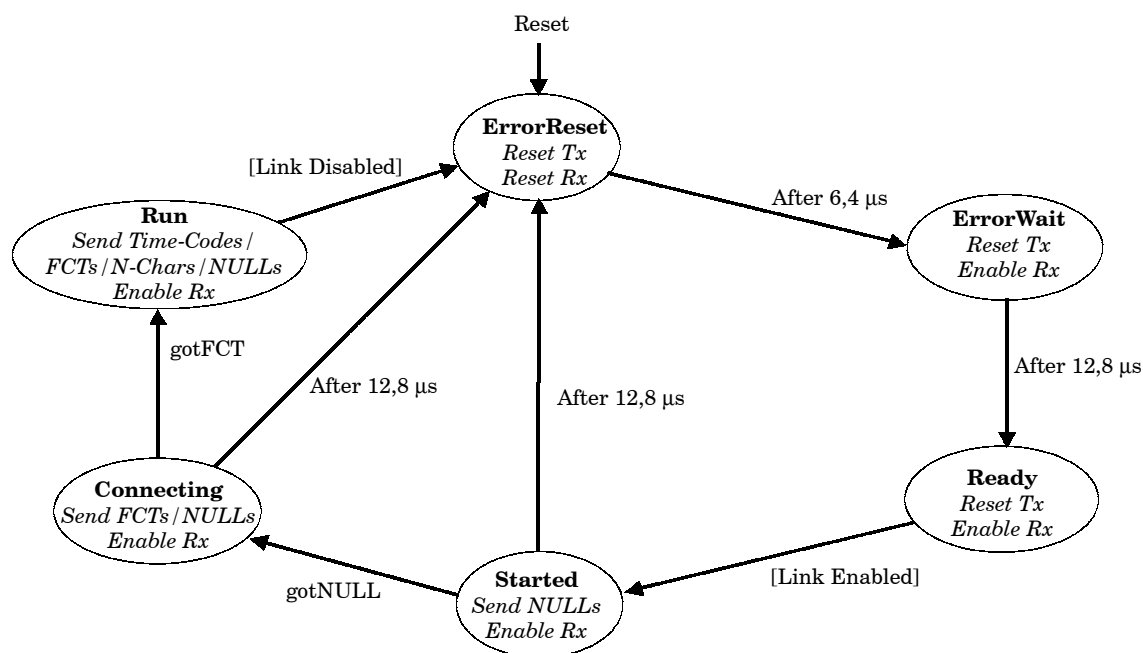 Reset
ErrorReset
Reset Tx
Reset Rx
[Link Disabled]
After 6,4 µs
Run
Send Time-Codes/
FCTs/N-Chars/NULLs
Enable Rx
ErrorWait
Reset Tx
Enable Rx
gotFCT
After 12,8 µs
After 12,8 µs
After 12,8 µs
Connecting
Send FCTs/NULLs
Enable Rx
Ready
Reset Tx
Enable Rx
gotNULL
Started
Send NULLs
Enable Rx
[Link Enabled]